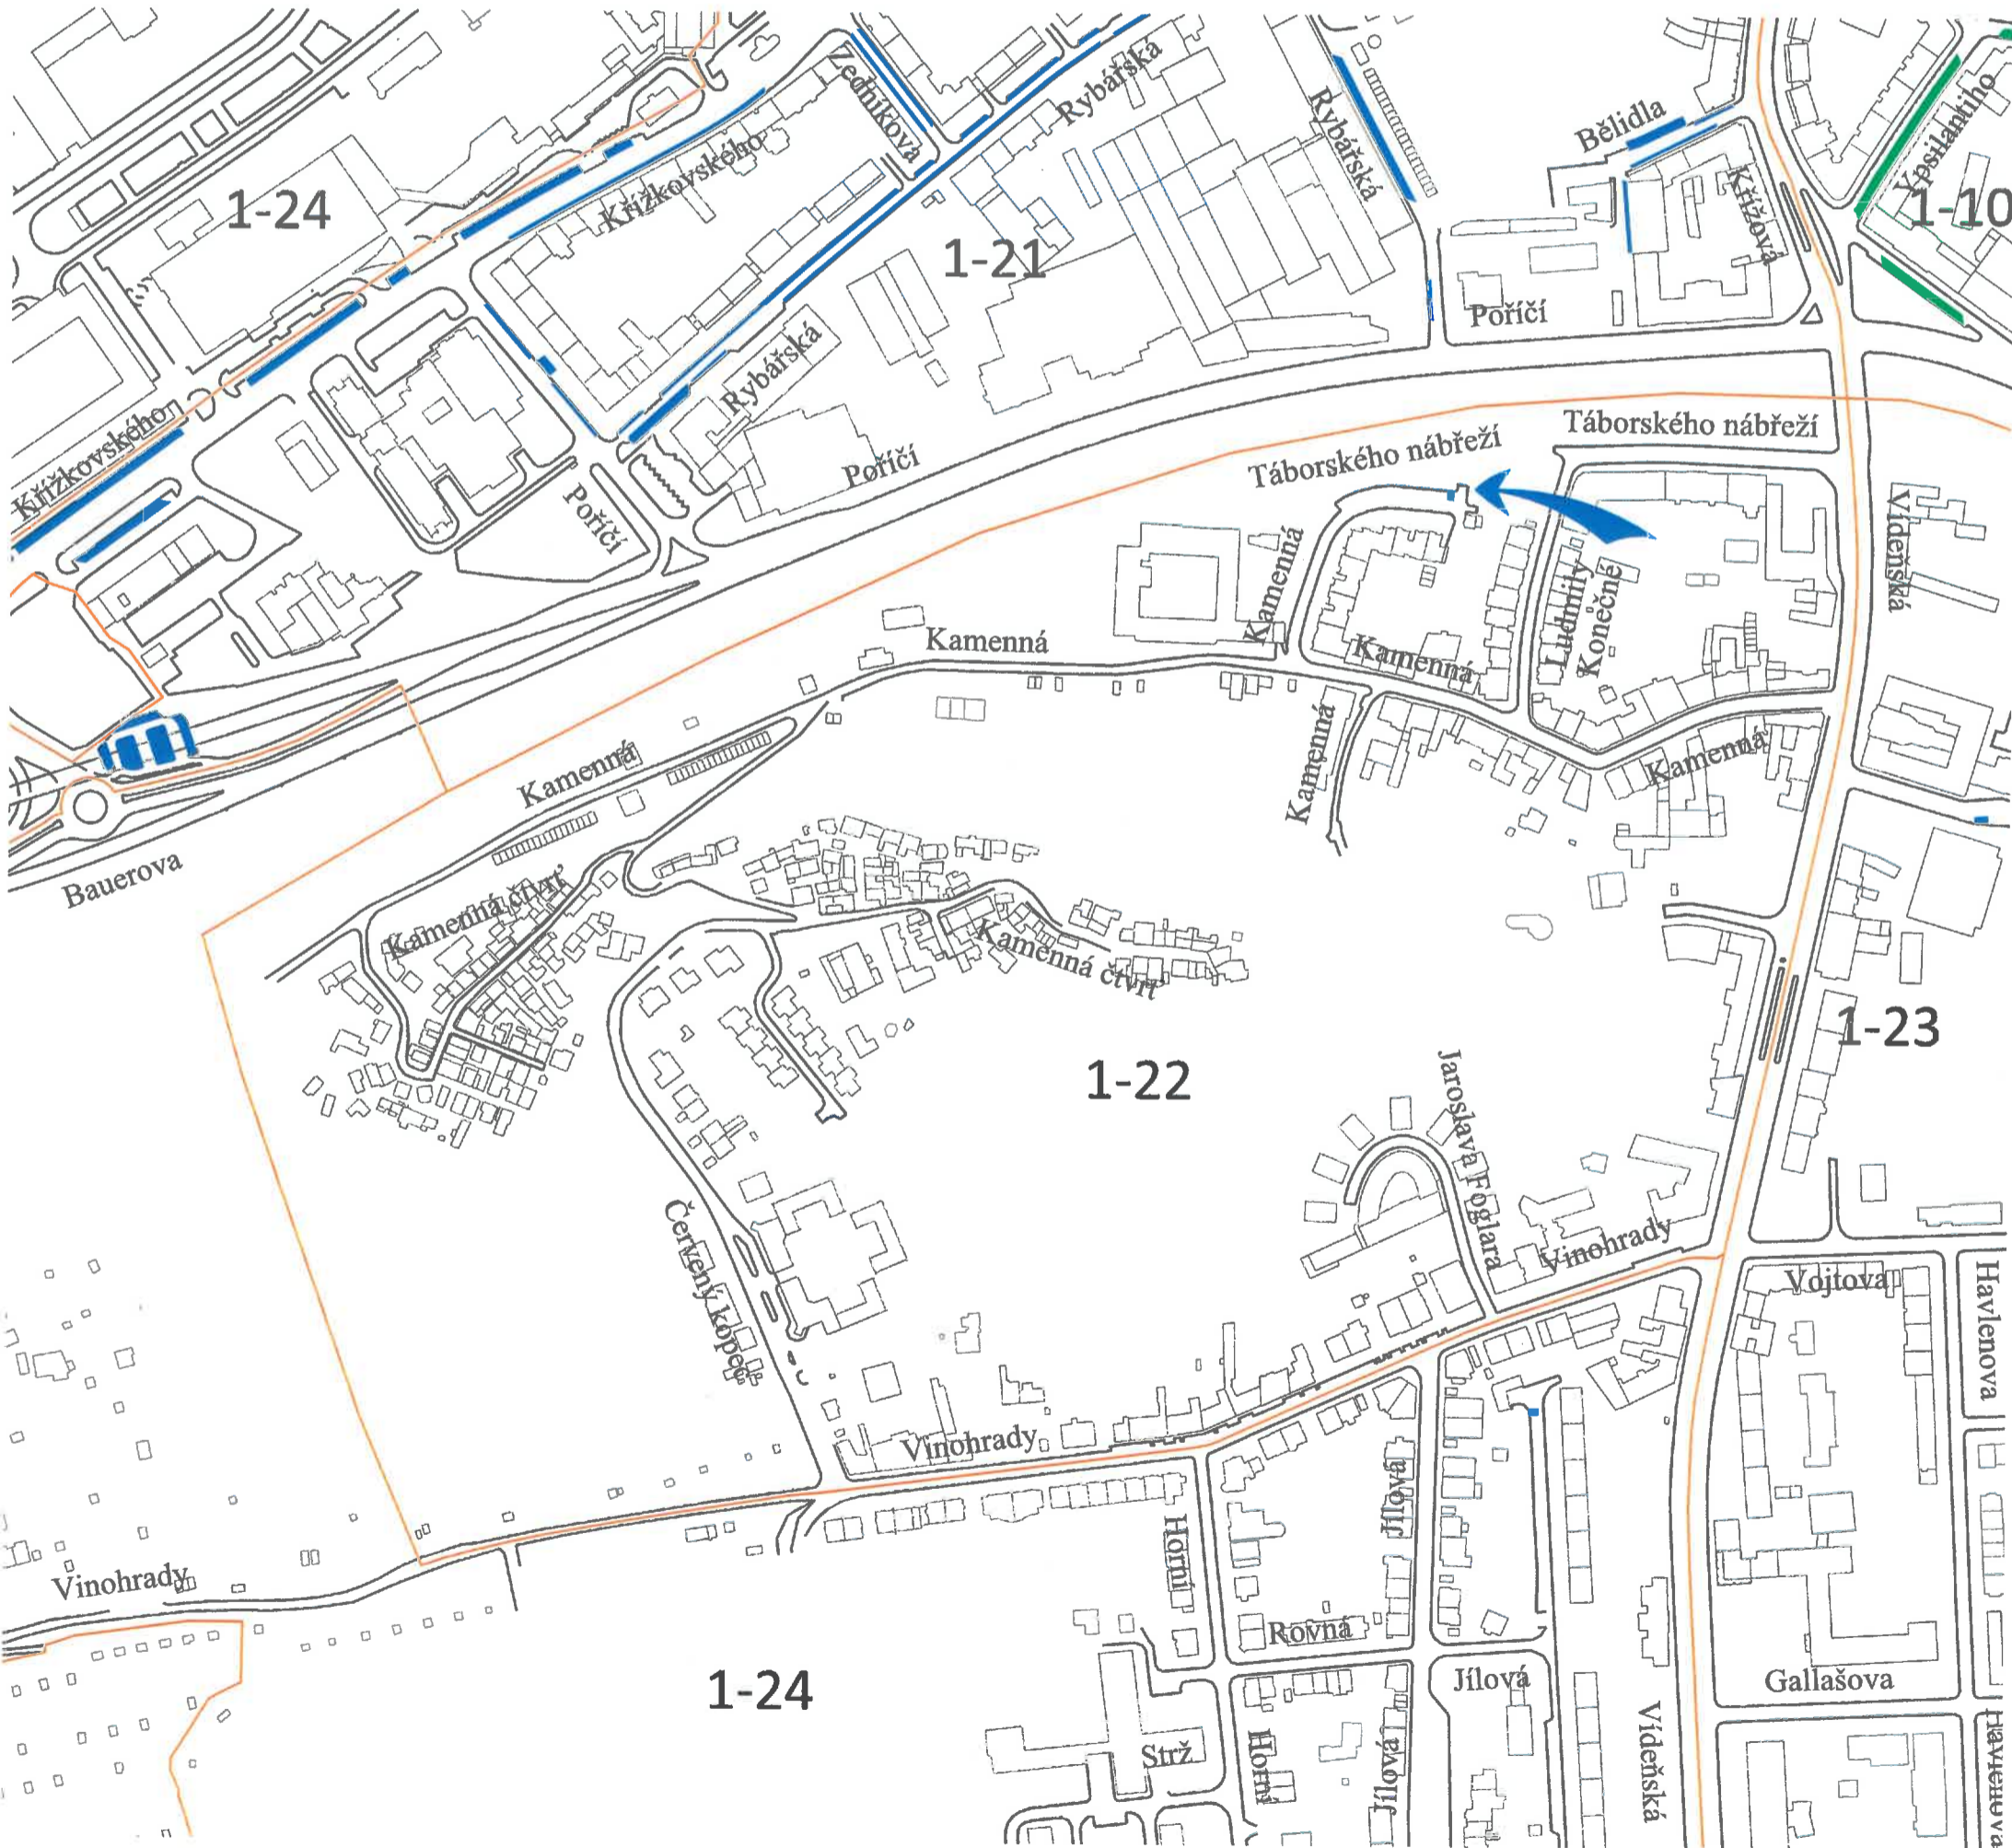 Zedníkova
Rybářská
Rybářská
Bělidla
Ypsilantiho
1-24
Křížkovského
1-21
Křížová
1-10
Poříčí
Rybářská
Křížkovského
Poříčí
Poříčí
Táborského nábřeží
Táborského nábřeží
Vídeňská
Kamenná
Kamenná
Kamenná
Ludmily
Konečné
Kamenná
Kamenná
Kamenná
Bauerova
Kamenná čtvrť
Kamenná čtvrť
1-23
1-22
Jaroslava Foglara
Červený kopec
Vinohrady
Vojtova
Havlenova
Vinohrady
Jílová
Horní
Vinohrady
Rovná
1-24
Jílová
Gallašova
Vídeňská
Strž
Horní
Jílová
Havlenova